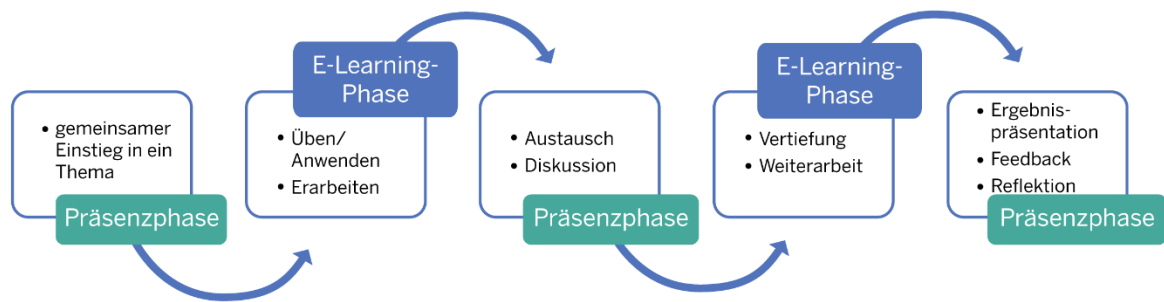 • gemeinsamer
Einstieg in ein
Thema
Präsenzphase
E-Learning-
Phase
• Üben/
Anwenden
• Erarbeiten
• Austausch
• Diskussion
Präsenzphase
E-Learning-
Phase
• Vertiefung
• Weiterarbeit
• Ergebnis-
präsentation
• Feedback
• Reflektion
Präsenzphase